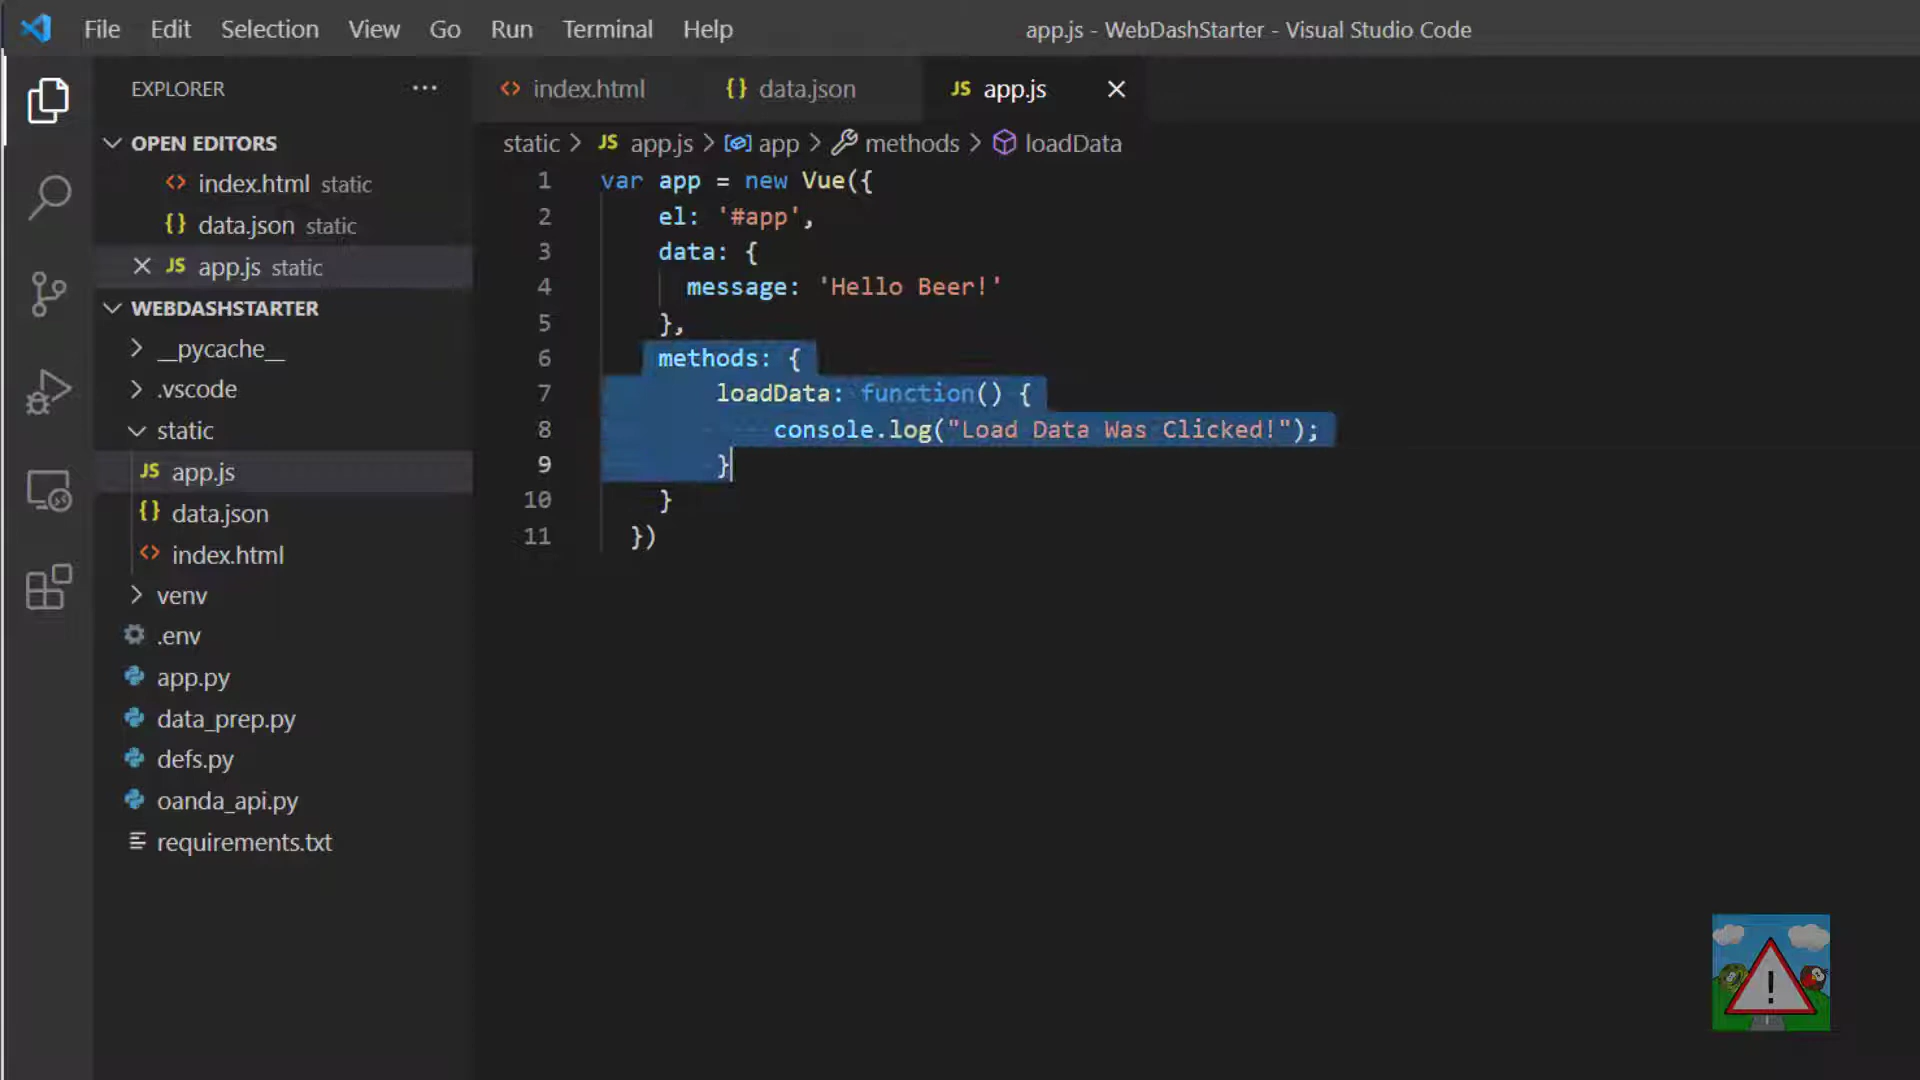 File Edit Selection View Go Run Terminal Help
app.js - WebDashStarter - Visual Studio Code
EXPLORER ...
OPEN EDITORS
index.html static
data.json static
app.js static
WEBDASHSTARTER
__pycache__
.vscode
static
app.js
data.json
index.html
venv
.env
app.py
data_prep.py
defs.py
oanda_api.py
requirements.txt
index.html
data.json
JS app.js
static > JS app.js > app > methods > loadData
1 var app = new Vue({
2 el: '#app',
3 data: {
4 message: 'Hello Beer!'
5 },
6 methods: {
7 loadData: function() {
8 console.log("Load Data Was Clicked!");
9 }
10 }
11 })
!